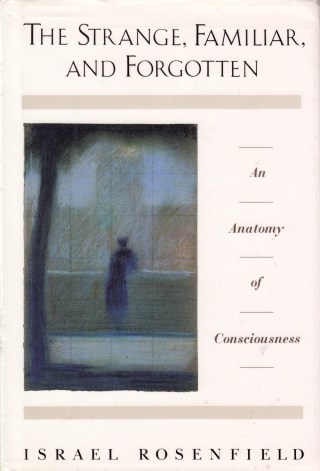 THE STRANGE, FAMILIAR,
AND FORGOTTEN
An
Anatomy
of
Consciousness
ISRAEL ROSENFIELD